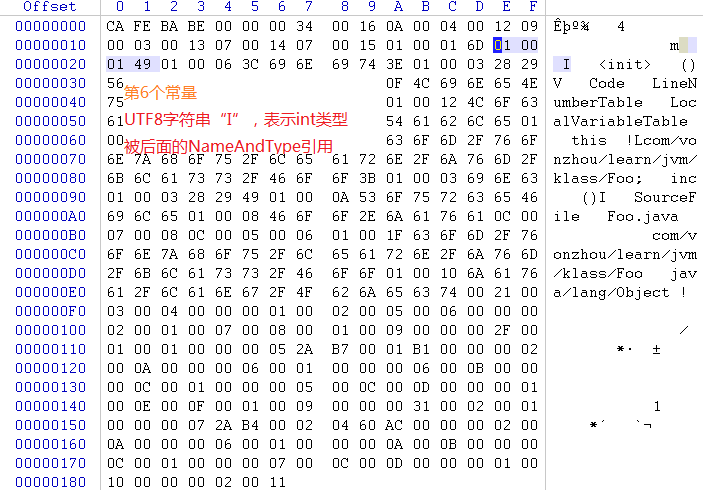 Offset 0 1 2 3 4 5 6 7 8 9 A B C D E F
00000000 CA FE BA BE 00 00 00 34 00 16 0A 00 04 00 12 09 Êþº¾ 4
00000010 00 03 00 13 07 00 14 07 00 15 01 00 01 6D 01 00 m
00000020 01 49 01 00 06 3C 69 6E 69 74 3E 01 00 03 28 29 I <init> ()
00000030 56 0F 4C 69 6E 65 4E V Code LineN
第6个常量
00000040 75 01 00 12 4C 6F 63 umberTable Loc
UTF8字符串“I”，表示int类型
00000050 61 54 61 62 6C 65 01 alVariableTable
被后面的NameAndType引用
00000060 00 63 6F 6D 2F 76 6F this !Lcom/vo
00000070 6E 7A 68 6F 75 2F 6C 65 61 72 6E 2F 6A 76 6D 2F nzhou/learn/jvm/
00000080 6B 6C 61 73 73 2F 46 6F 6F 3B 01 00 03 69 6E 63 klass/Foo; inc
00000090 01 00 03 28 29 49 01 00 0A 53 6F 75 72 63 65 46 ()I SourceF
000000A0 69 6C 65 01 00 08 46 6F 6F 2E 6A 61 76 61 0C 00 ile Foo.java
000000B0 07 00 08 0C 00 05 00 06 01 00 1F 63 6F 6D 2F 76 com/v
000000C0 6F 6E 7A 68 6F 75 2F 6C 65 61 72 6E 2F 6A 76 6D onzhou/learn/jvm
000000D0 2F 6B 6C 61 73 73 2F 46 6F 6F 01 00 10 6A 61 76 /klass/Foo jav
000000E0 61 2F 6C 61 6E 67 2F 4F 62 6A 65 63 74 00 21 00 a/lang/Object !
000000F0 03 00 04 00 00 00 01 00 02 00 05 00 06 00 00 00
00000100 02 00 01 00 07 00 08 00 01 00 09 00 00 00 2F 00 /
00000110 01 00 01 00 00 00 05 2A B7 00 01 B1 00 00 00 02 *· ±
00000120 00 0A 00 00 00 06 00 01 00 00 00 06 00 0B 00 00
00000130 00 0C 00 01 00 00 00 05 00 0C 00 0D 00 00 00 01
00000140 00 0E 00 0F 00 01 00 09 00 00 00 31 00 02 00 01 1
00000150 00 00 00 07 2A B4 00 02 04 60 AC 00 00 00 02 00 *´ `¬
00000160 0A 00 00 00 06 00 01 00 00 00 0A 00 0B 00 00 00
00000170 0C 00 01 00 00 00 07 00 0C 00 0D 00 00 00 01 00
00000180 10 00 00 00 02 00 11